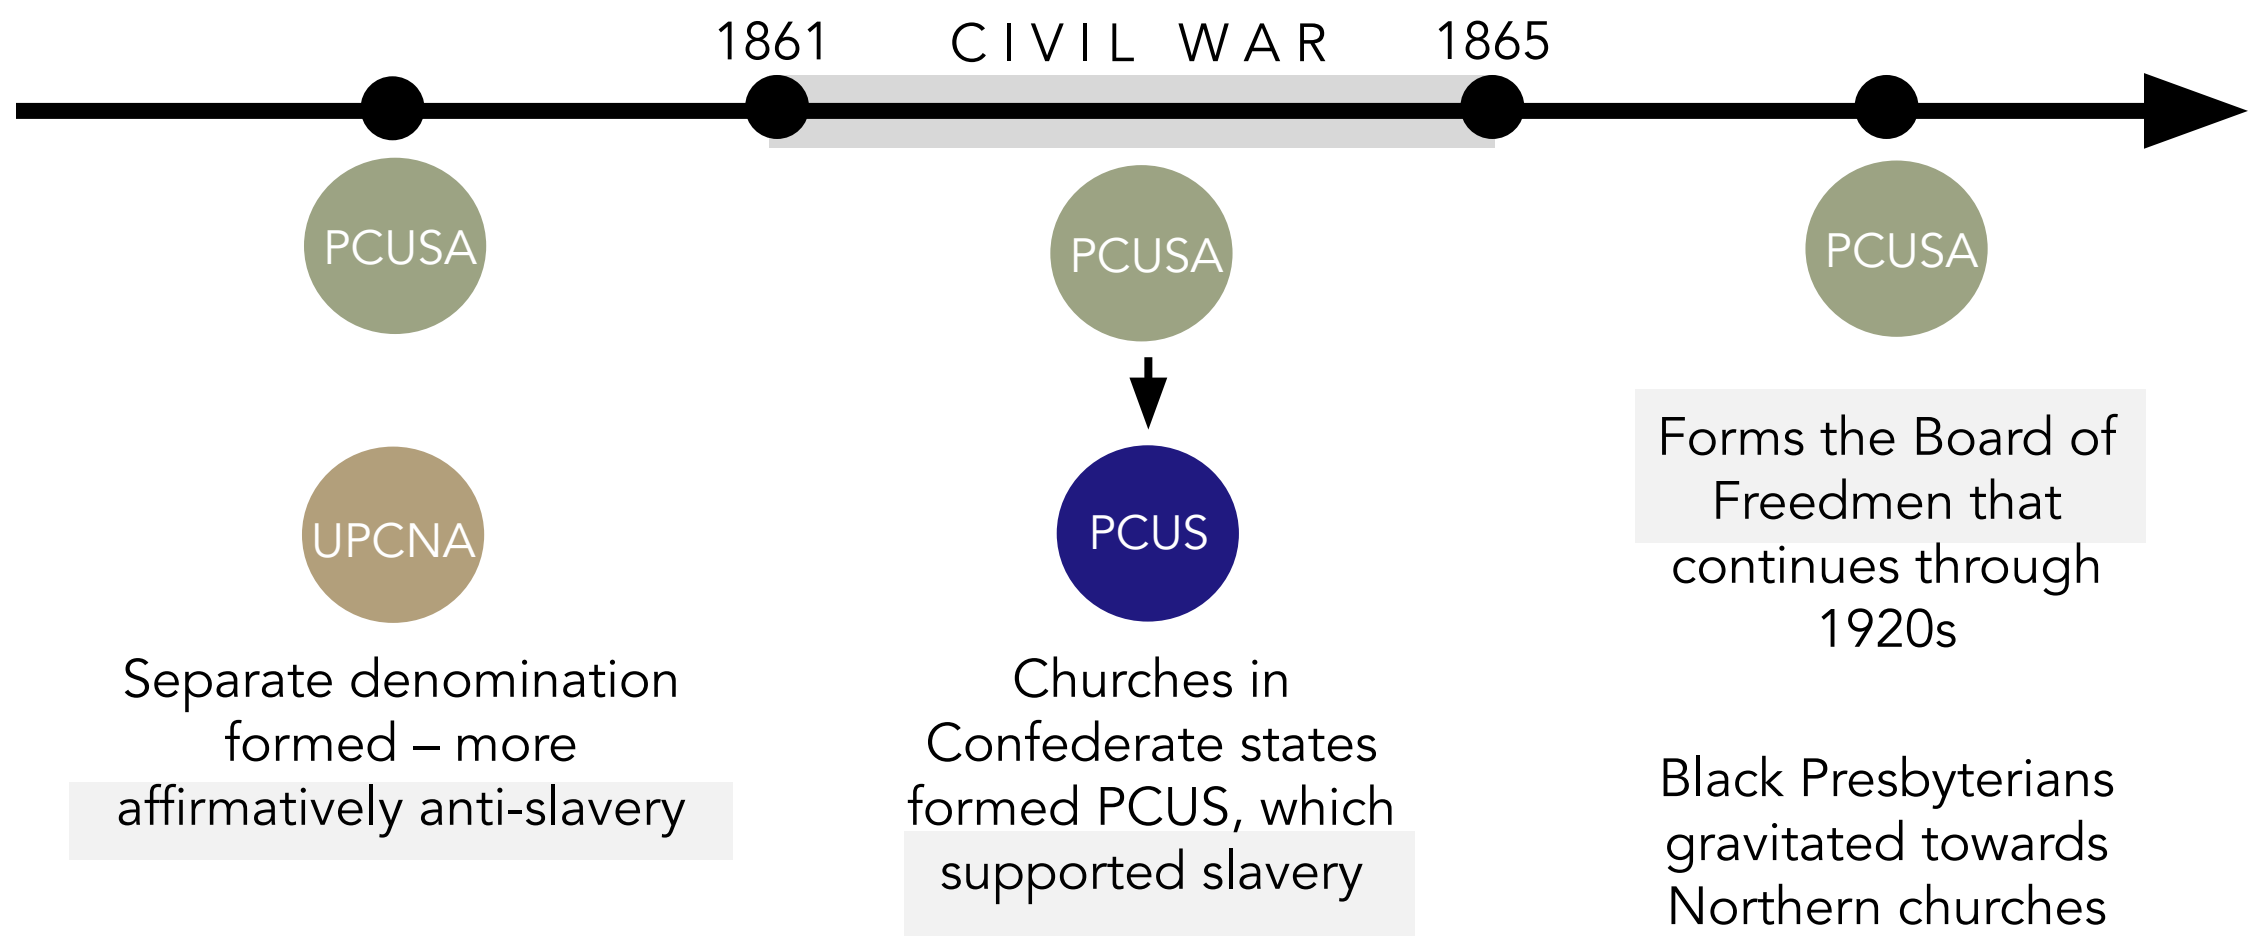 1861
CIVIL WAR
1865
PCUSA
UPCNA
Separate denomination
formed – more
affirmatively anti-slavery
PCUSA
PCUS
Churches in
Confederate states
formed PCUS, which
supported slavery
PCUSA
Forms the Board of
Freedmen that
continues through
1920s
Black Presbyterians
gravitated towards
Northern churches